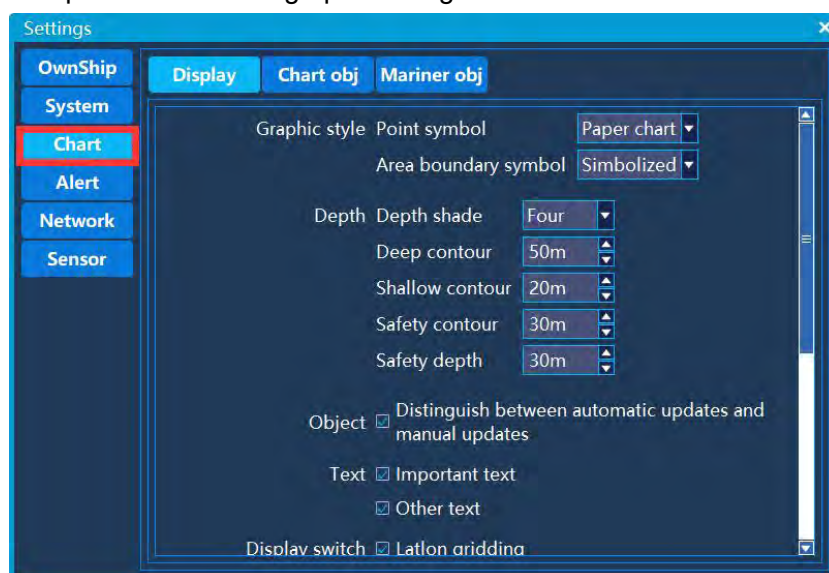 Settings
OwnShip
System
Chart
Alert
Network
Sensor
Display Chart obj Mariner obj
Graphic style Point symbol Paper chart
Area boundary symbol Simbolized
Depth Depth shade Four
Deep contour 50m
Shallow contour 20m
Safety contour 30m
Safety depth 30m
Object Distinguish between automatic updates and
manual updates
Text Important text
Other text
Display switch Latlon gridding